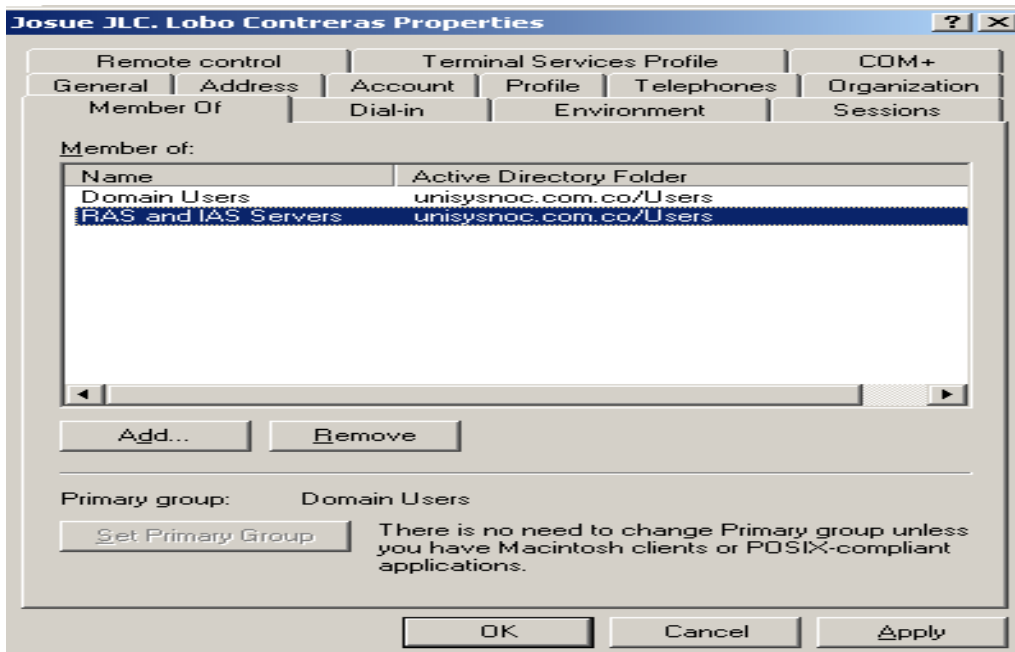 Josue JLC. Lobo Contreras Properties
Remote control Terminal Services Profile COM+
General Address Account Profile Telephones Organization
Member Of Dial-in Environment Sessions
Member of:
Name Active Directory Folder
Domain Users unisysnoc.com.co/Users
RAS and IAS Servers unisysnoc.com.co/Users
Add... Remove
Primary group: Domain Users
Set Primary Group
There is no need to change Primary group unless
you have Macintosh clients or POSIX-compliant
applications.
OK Cancel Apply